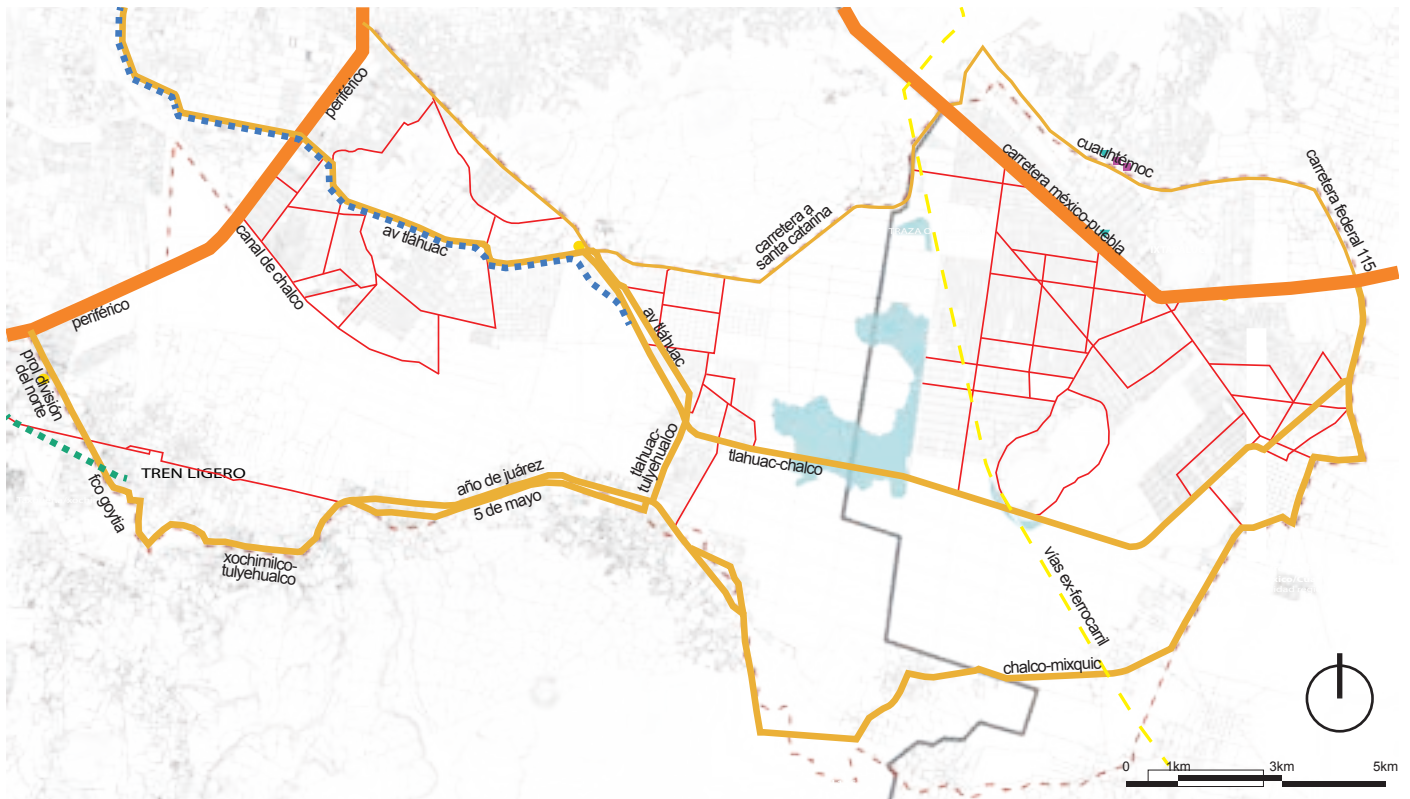 periférico
cuauhtémoc
carretera méxico-puebla
carretera federal 1115
carretera a
santa catarina
av tláhuac
canal de chalco
periférico
av tláhuac
prol división
del norte
tlahuac-
tulyehualco
tlahuac-chalco
TREN LIGERO
año de juárez
5 de mayo
fco goytia
xochimilco-
tulyehualco
vías ex-ferrocarril
chalco-mixquic
0 1km 3km 5km